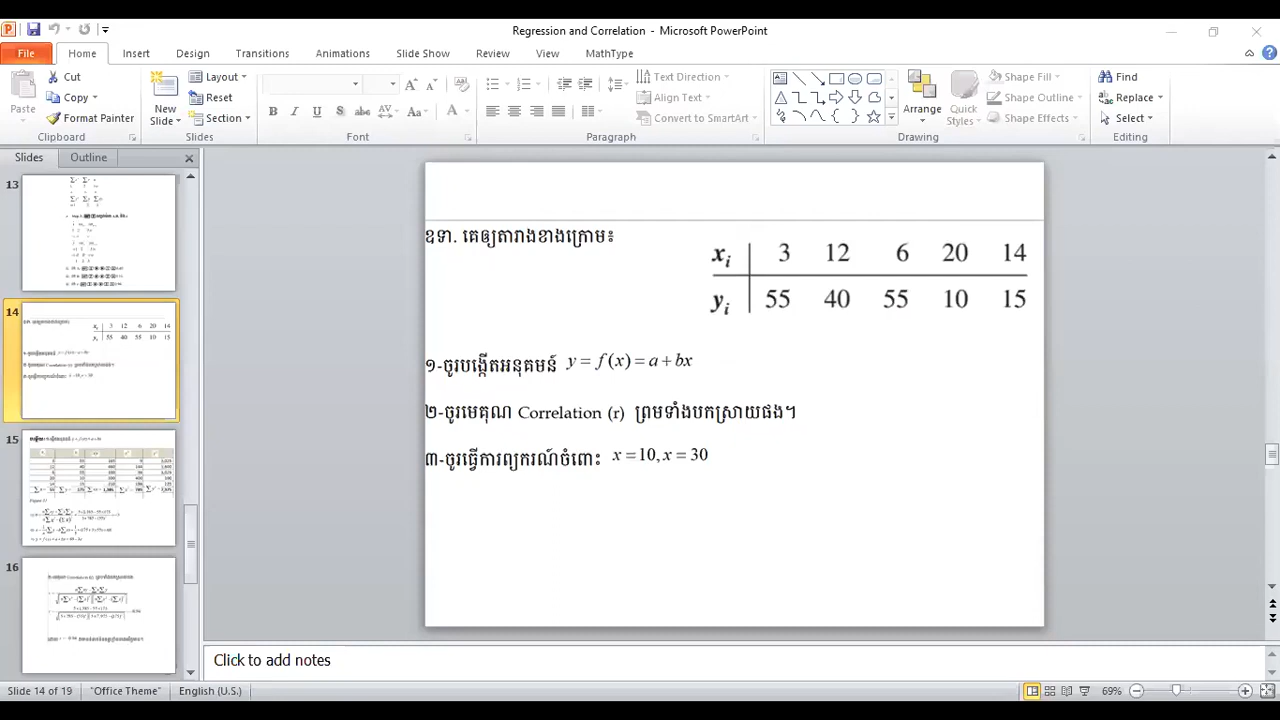 Regression and Correlation - Microsoft PowerPoint
File Home Insert Design Transitions Animations Slide Show Review View MathType
Paste Cut Copy Format Painter
New Slide Layout Reset Section
Text Direction Align Text Convert to SmartArt
Arrange Quick Styles Shape Fill Shape Outline Shape Effects
Find Replace Select
Clipboard Slides Font Paragraph Drawing Editing
Slides Outline
13
14
15
16
ឧទា. គេឲ្យតារាងខាងក្រោម៖
xᵢ 3 12 6 20 14
yᵢ 55 40 55 10 15
១-ចូរបង្កើតអនុគមន៍ y = f(x) = a + bx
២-ចូរមេគុណ Correlation (r) ព្រមទាំងបកស្រាយផង។
៣-ចូរធ្វើការព្យករណ៍ចំពោះ x = 10, x = 30
Click to add notes
Slide 14 of 19 "Office Theme" English (U.S.) 69%